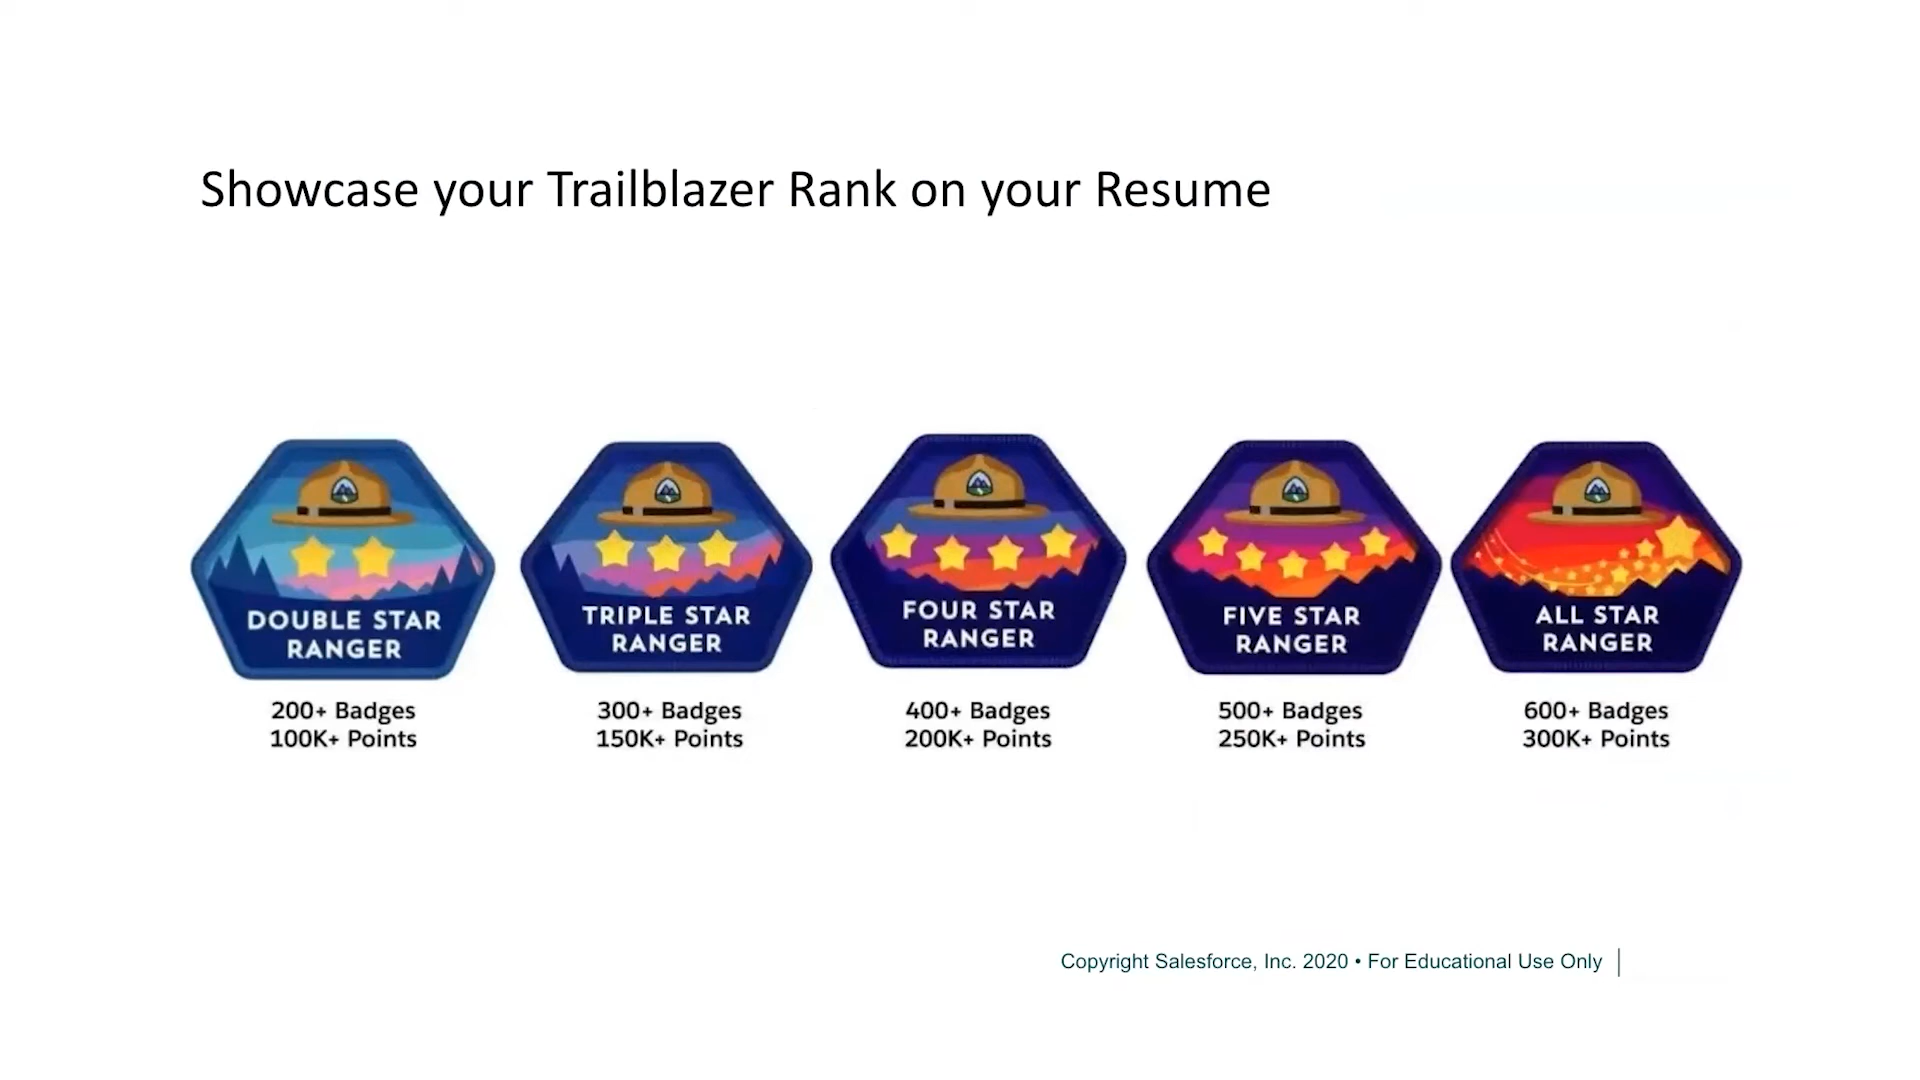 Showcase your Trailblazer Rank on your Resume
DOUBLE STAR
RANGER
200+ Badges
100K+ Points
TRIPLE STAR
RANGER
300+ Badges
150K+ Points
FOUR STAR
RANGER
400+ Badges
200K+ Points
FIVE STAR
RANGER
500+ Badges
250K+ Points
ALL STAR
RANGER
600+ Badges
300K+ Points
Copyright Salesforce, Inc. 2020 • For Educational Use Only